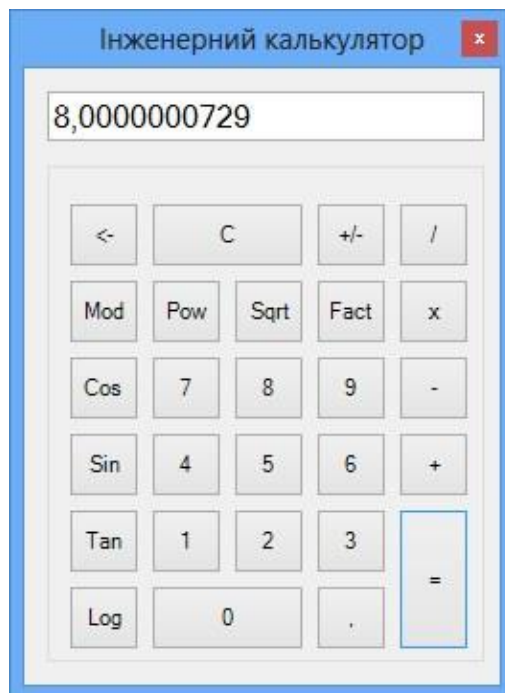 Інженерний калькулятор x
8,0000000729
<- C +/- /
Mod Pow Sqrt Fact x
Cos 7 8 9 -
Sin 4 5 6 +
Tan 1 2 3
=
Log 0 .